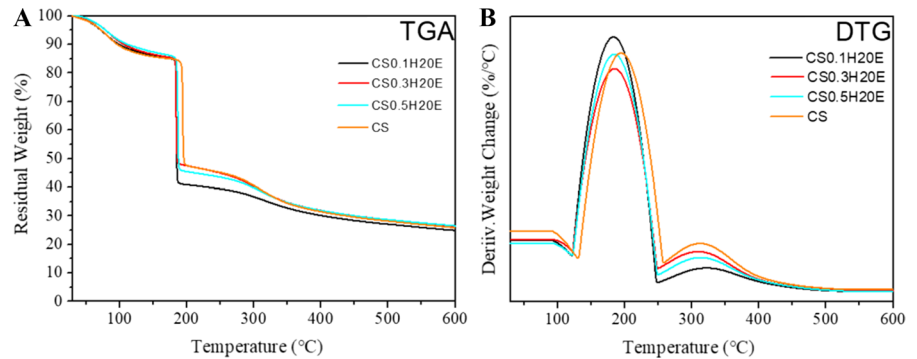 A
TGA
CS0.1H20E
CS0.3H20E
CS0.5H20E
CS
Residual Weight (%)
100
90
80
70
60
50
40
30
20
10
0
100 200 300 400 500 600
Temperature (°C)
B
DTG
CS0.1H20E
CS0.3H20E
CS0.5H20E
CS
Deriiv.Weight Change (%/°C)
100 200 300 400 500 600
Temperature (°C)